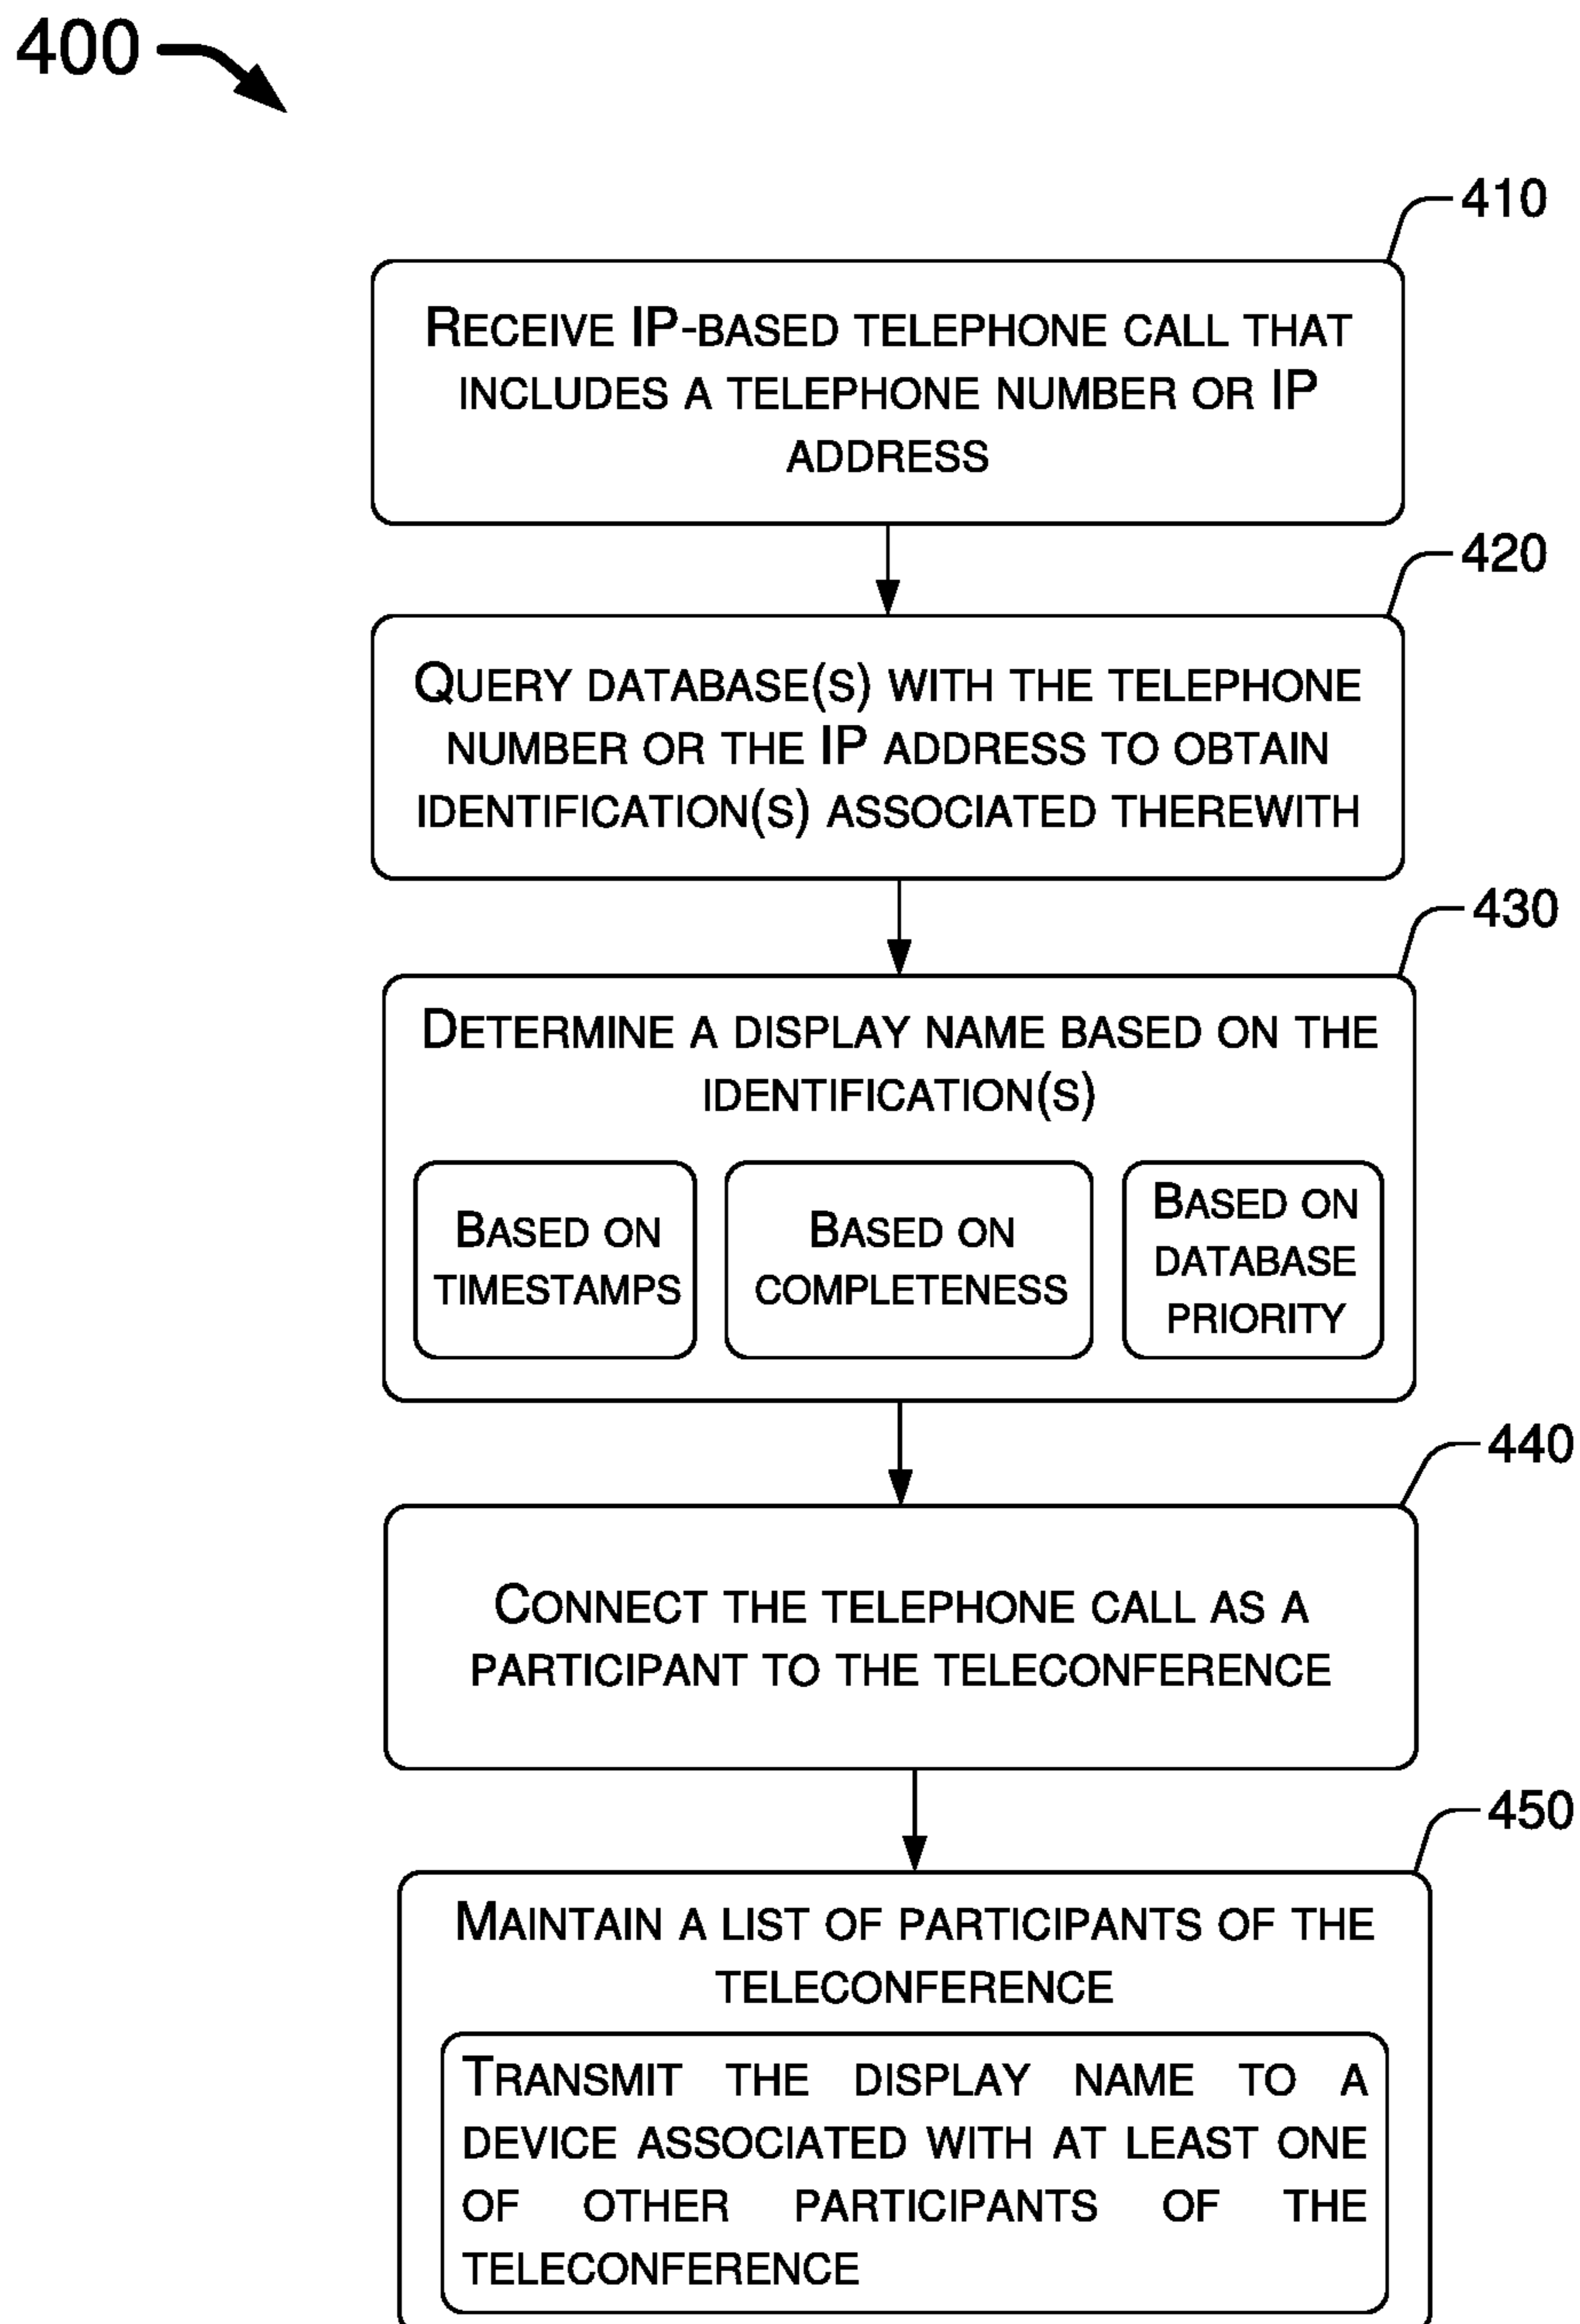 400
410
RECEIVE IP-BASED TELEPHONE CALL THAT
INCLUDES A TELEPHONE NUMBER OR IP
ADDRESS
420
QUERY DATABASE(S) WITH THE TELEPHONE
NUMBER OR THE IP ADDRESS TO OBTAIN
IDENTIFICATION(S) ASSOCIATED THEREWITH
430
DETERMINE A DISPLAY NAME BASED ON THE
IDENTIFICATION(S)
BASED ON
TIMESTAMPS
BASED ON
COMPLETENESS
BASED ON
DATABASE
PRIORITY
440
CONNECT THE TELEPHONE CALL AS A
PARTICIPANT TO THE TELECONFERENCE
450
MAINTAIN A LIST OF PARTICIPANTS OF THE
TELECONFERENCE
TRANSMIT THE DISPLAY NAME TO A
DEVICE ASSOCIATED WITH AT LEAST ONE
OF OTHER PARTICIPANTS OF THE
TELECONFERENCE